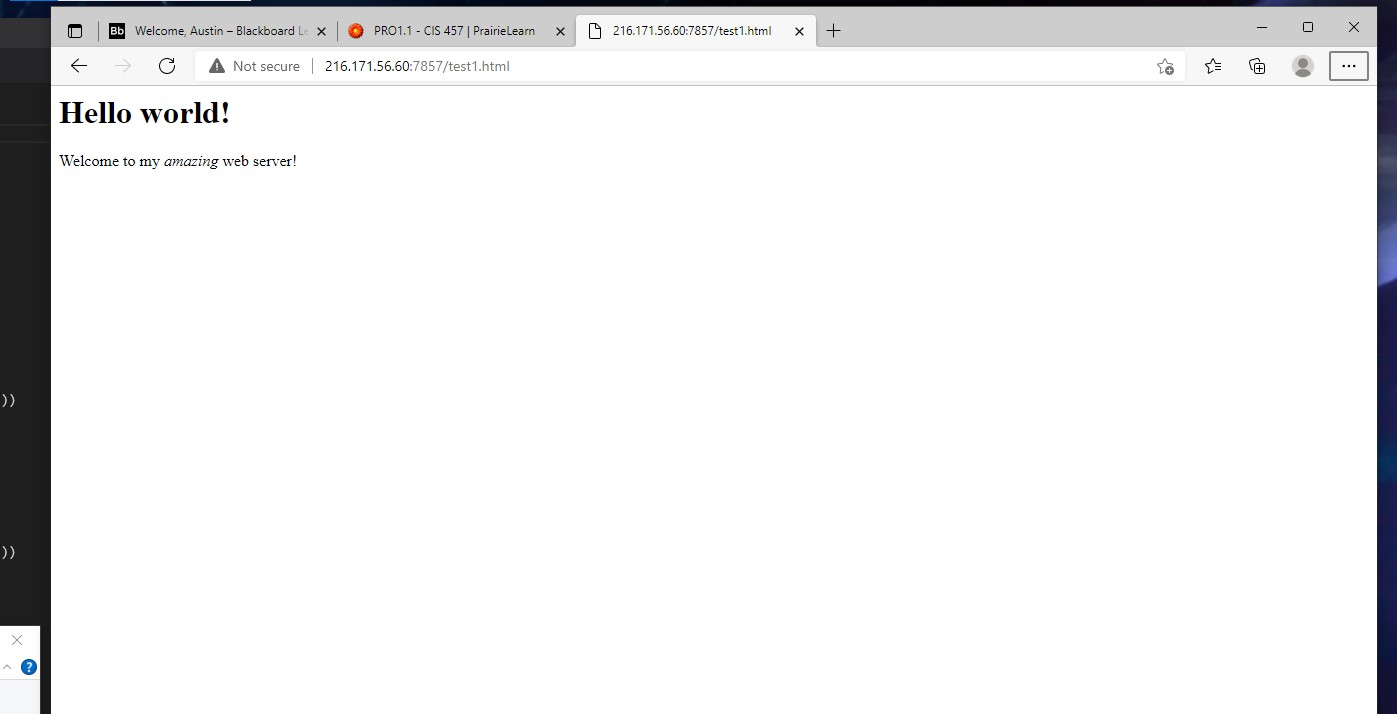 Bb Welcome, Austin – Blackboard Le
PRO1.1 - CIS 457 | PrairieLearn
216.171.56.60:7857/test1.html
Not secure | 216.171.56.60:7857/test1.html
Hello world!
Welcome to my amazing web server!
))
))
?